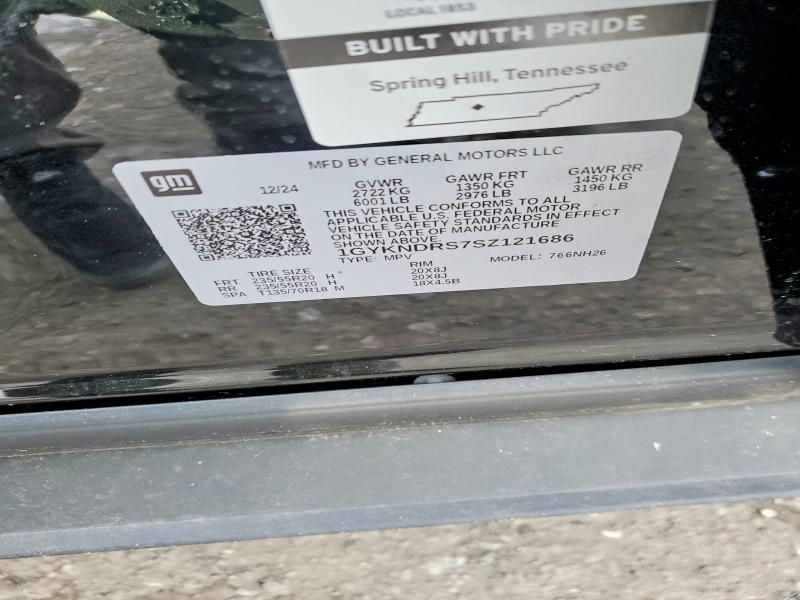 LOCAL 1853
BUILT WITH PRIDE
Spring Hill, Tennessee
MFD BY GENERAL MOTORS LLC
gm
12/24
GVWR GAWR FRT GAWR RR
2722 KG 1350 KG 1450 KG
6001 LB 2976 LB 3196 LB
THIS VEHICLE CONFORMS TO ALL
APPLICABLE U.S. FEDERAL MOTOR
VEHICLE SAFETY STANDARDS IN EFFECT
ON THE DATE OF MANUFACTURE
SHOWN ABOVE.
1GYKNDRS7SZ121686
TYPE: MPV MODEL: 766NH26
TIRE SIZE RIM
FRT 235/55R20 H 20X8J
RR 235/55R20 H 20X8J
SPA T135/70R18 M 18X4.5B